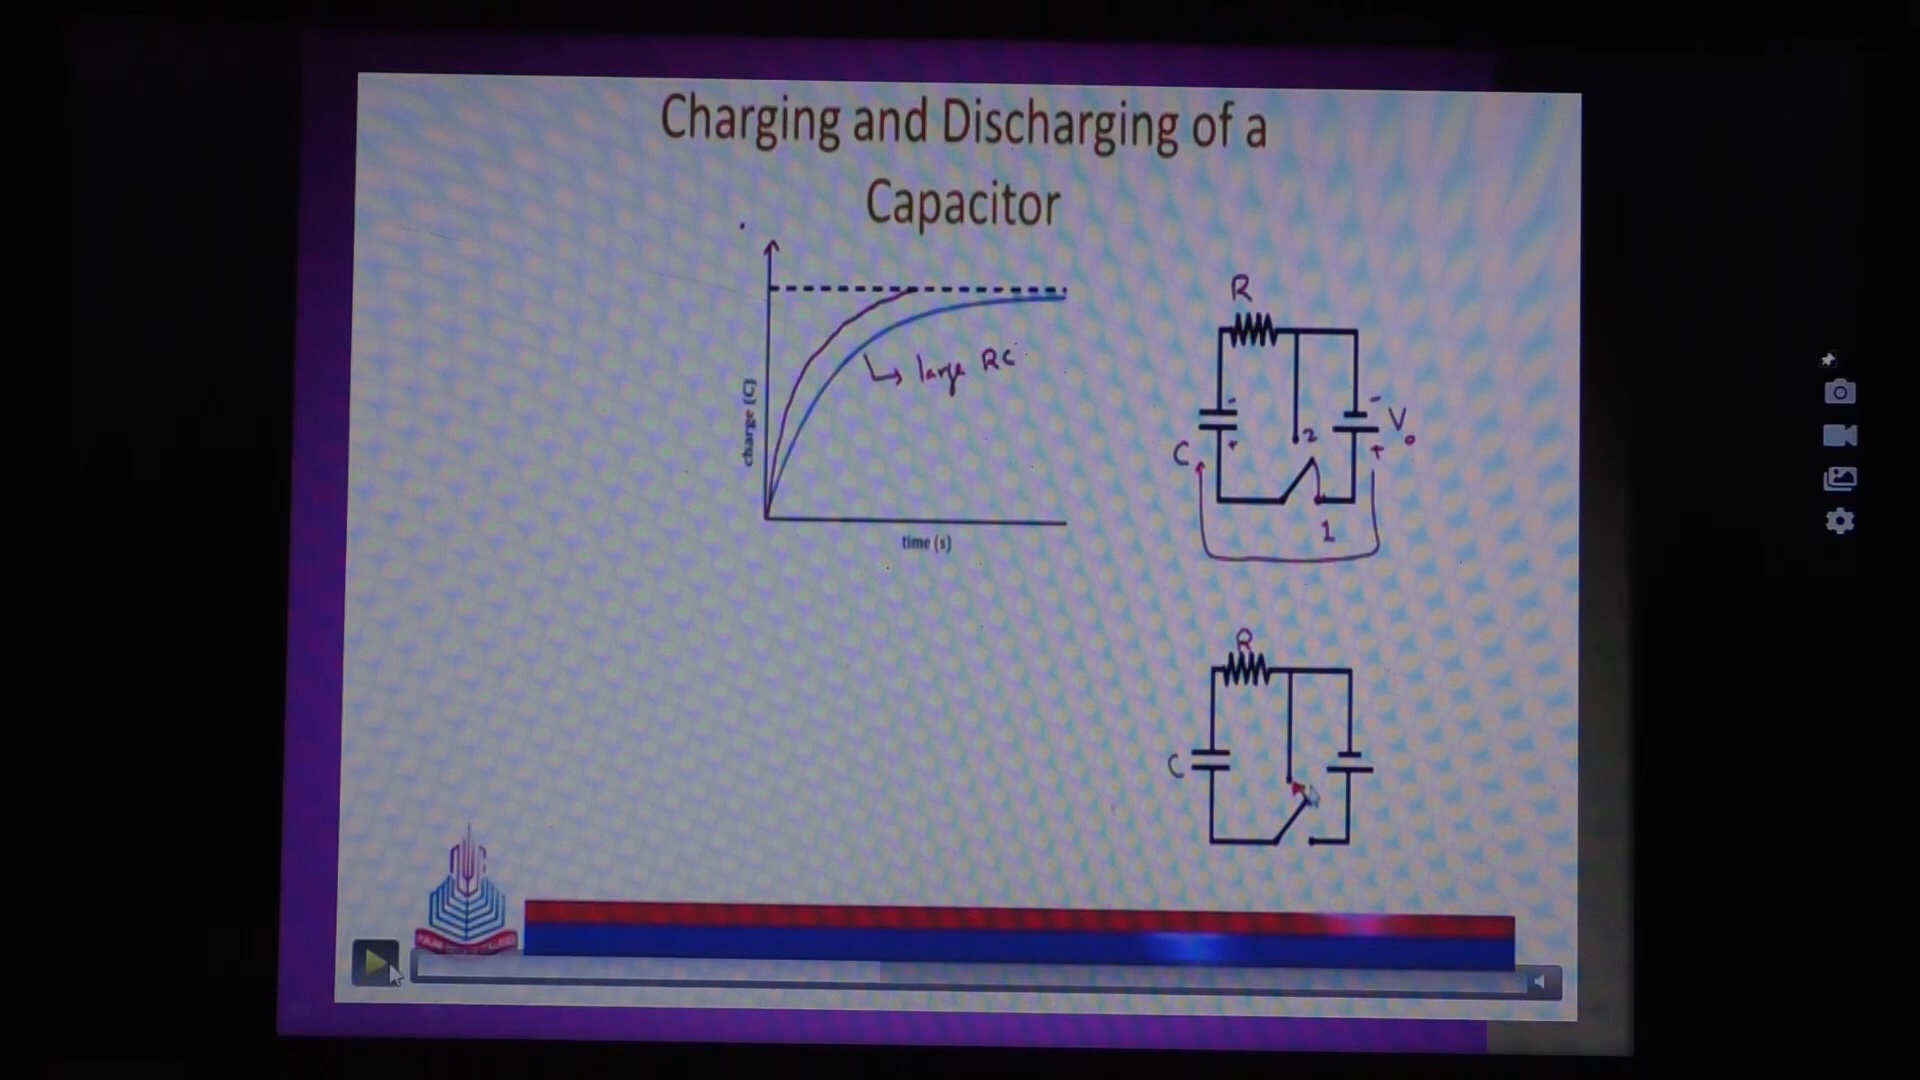 Charging and Discharging of a
Capacitor
charge (C)
large RC
time (s)
R
-
+
C
2
-
V₀
+
1
R
C